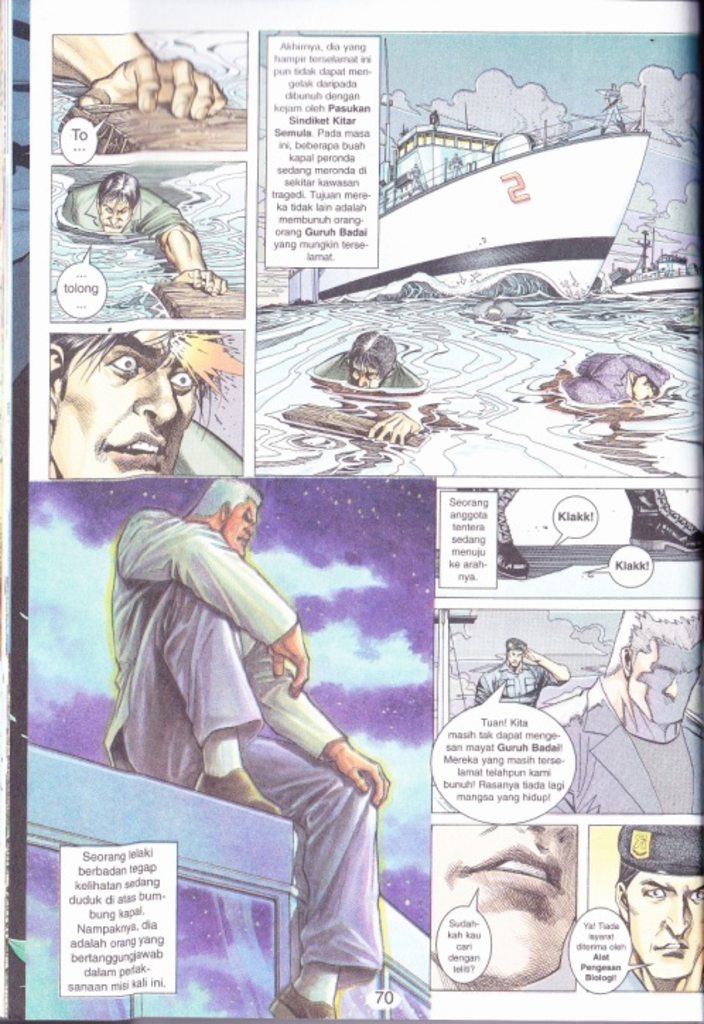 To
...
...
tolong
...
Akhirnya, dia yang
hampir terselamat ini
pun tidak dapat men-
gelak daripada
dibunuh dengan
kejam oleh Pasukan
Sindiket Kitar
Semula. Pada masa
ini, beberapa buah
kapal peronda
sedang meronda di
sekitar kawasan
tragedi. Tujuan mere-
ka tidak lain adalah
membunuh orang-
orang Guruh Badai
yang mungkin terse-
lamat.
2
Seorang lelaki
berbadan tegap
kelihatan sedang
duduk di atas bum-
bung kapal.
Nampaknya, dia
adalah orang yang
bertanggungjawab
dalam perlak-
sanaan misi kali ini.
Seorang
anggota
tentera
sedang
menuju
ke arah-
nya.
Klakk!
Klakk!
Tuan! Kita
masih tak dapat menge-
san mayat Guruh Badai!
Mereka yang masih terse-
lamat telahpun kami
bunuh! Rasanya tiada lagi
mangsa yang hidup!
Sudah-
kah kau
cari
dengan
teliti?
Ya! Tiada
isyarat
diterima oleh
Alat
Pengesan
Biologi!
70